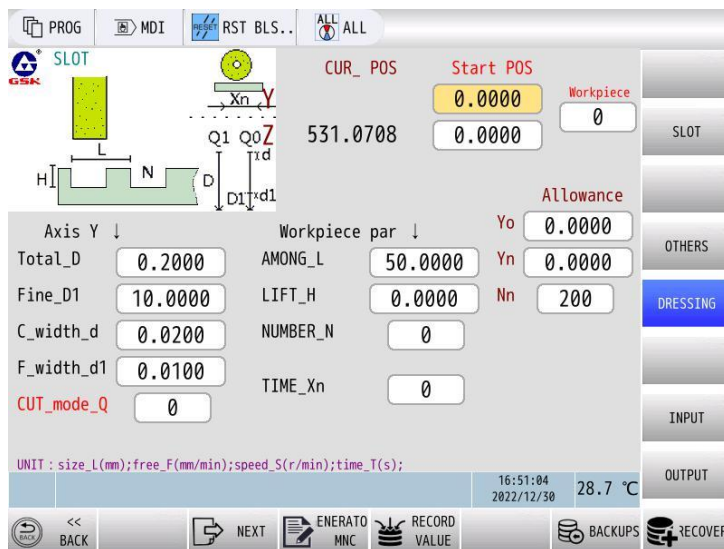 PROG MDI RESET RST BLS.. ALL ALL
GSK SLOT
CUR_ POS Start POS
Workpiece
Xn Y 0.0000 0
Q1 Q0 Z 531.0708 0.0000 SLOT
d
L
H N D
D1 d1
Allowance
Axis Y ↓ Workpiece par ↓ Yo 0.0000
Total_D 0.2000 AMONG_L 50.0000 Yn 0.0000 OTHERS
Fine_D1 10.0000 LIFT_H 0.0000 Nn 200 DRESSING
C_width_d 0.0200 NUMBER_N 0
F_width_d1 0.0100
TIME_Xn 0
CUT_mode_Q 0 INPUT
UNIT : size_L(mm);free_F(mm/min);speed_S(r/min);time_T(s);
16:51:04
2022/12/30 28.7 ℃ OUTPUT
BACK << BACK NEXT ENERATO MNC RECORD VALUE BACKUPS RECOVER